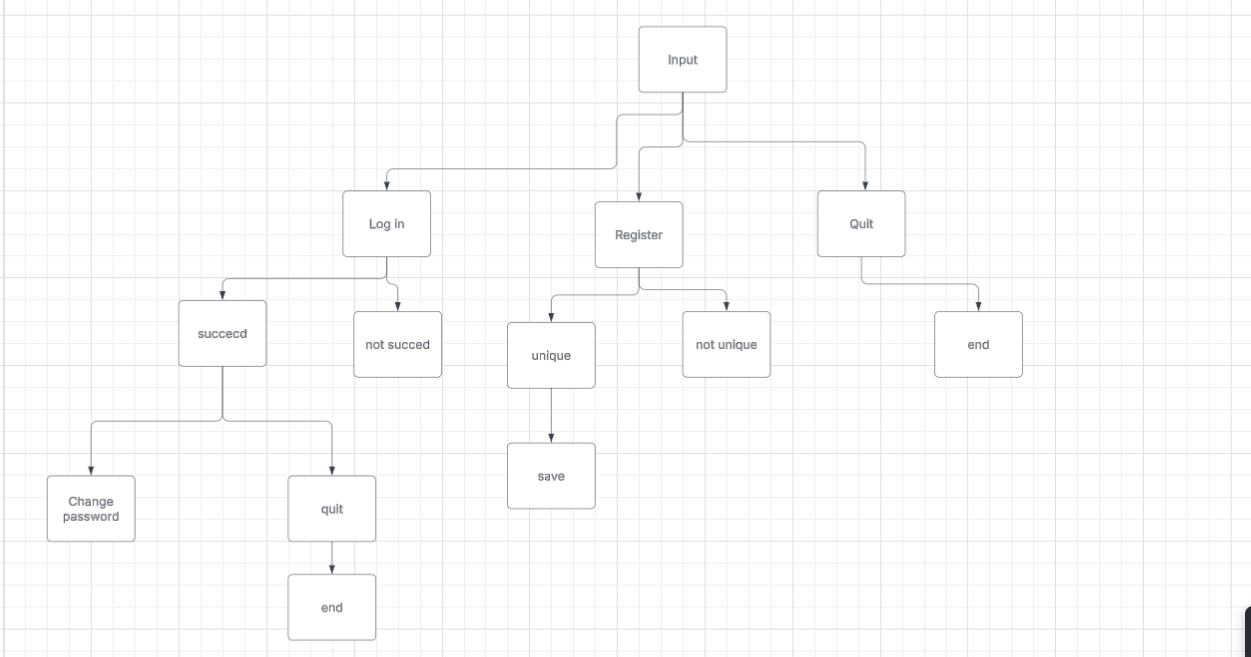 Input
Log in
Register
Quit
succecd
not succed
unique
not unique
end
Change
password
quit
save
end